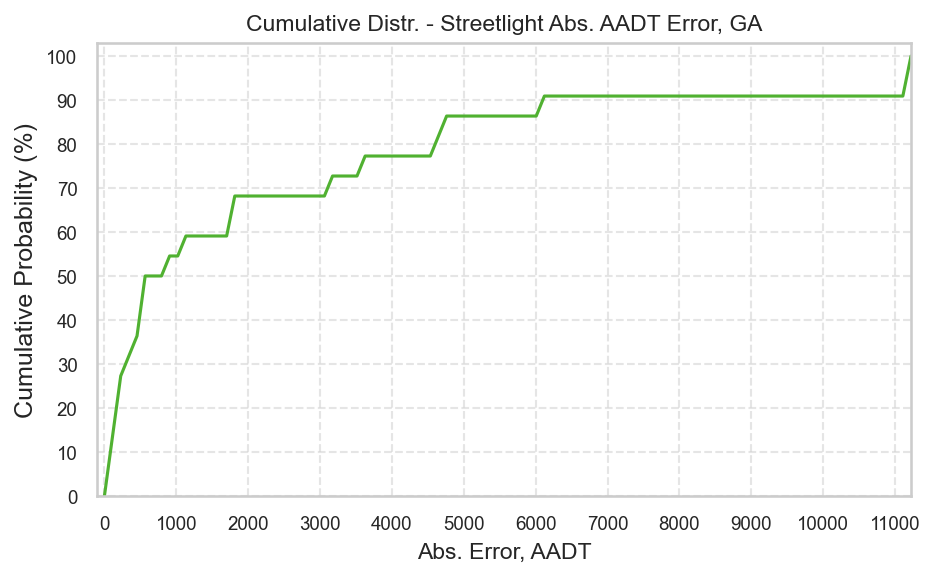 Cumulative Distr. - Streetlight Abs. AADT Error, GA
Cumulative Probability (%)
100
90
80
70
60
50
40
30
20
10
0
0 1000 2000 3000 4000 5000 6000 7000 8000 9000 10000 11000
Abs. Error, AADT